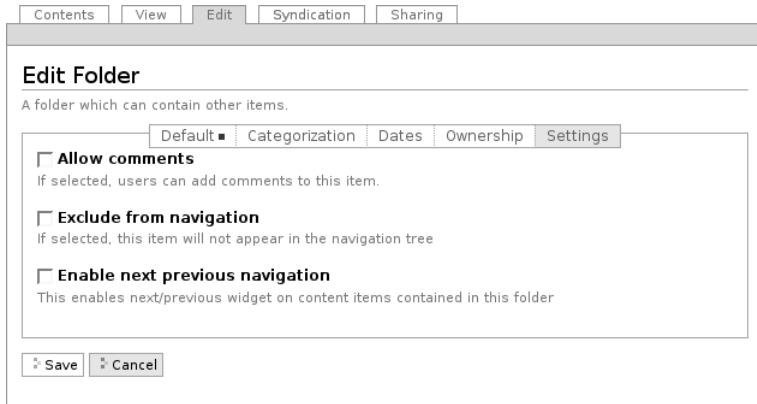 Contents View Edit Syndication Sharing
Edit Folder
A folder which can contain other items.
Default Categorization Dates Ownership Settings
Allow comments
If selected, users can add comments to this item.
Exclude from navigation
If selected, this item will not appear in the navigation tree
Enable next previous navigation
This enables next/previous widget on content items contained in this folder
Save Cancel